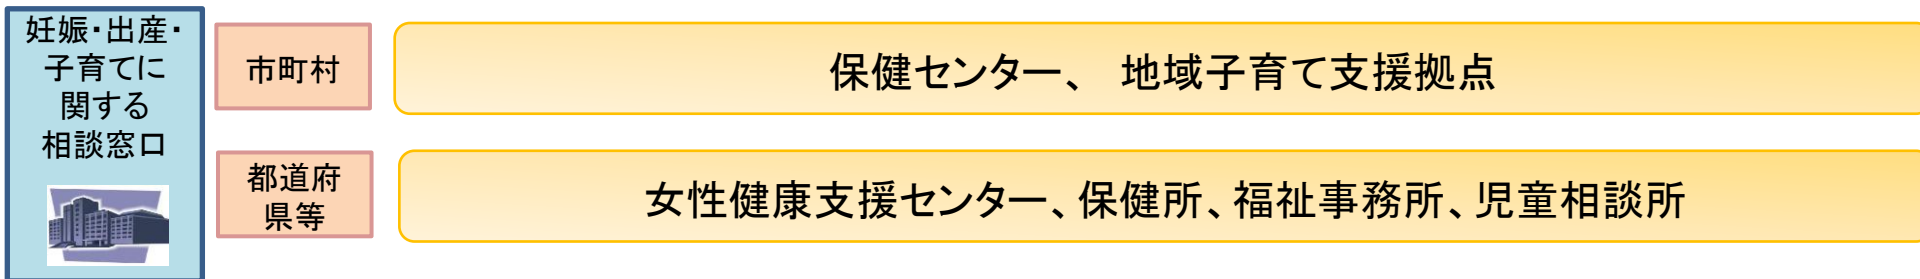 妊娠・出産・
子育てに
関する
相談窓口
市町村
保健センター、 地域子育て支援拠点
都道府
県等
女性健康支援センター、保健所、福祉事務所、児童相談所